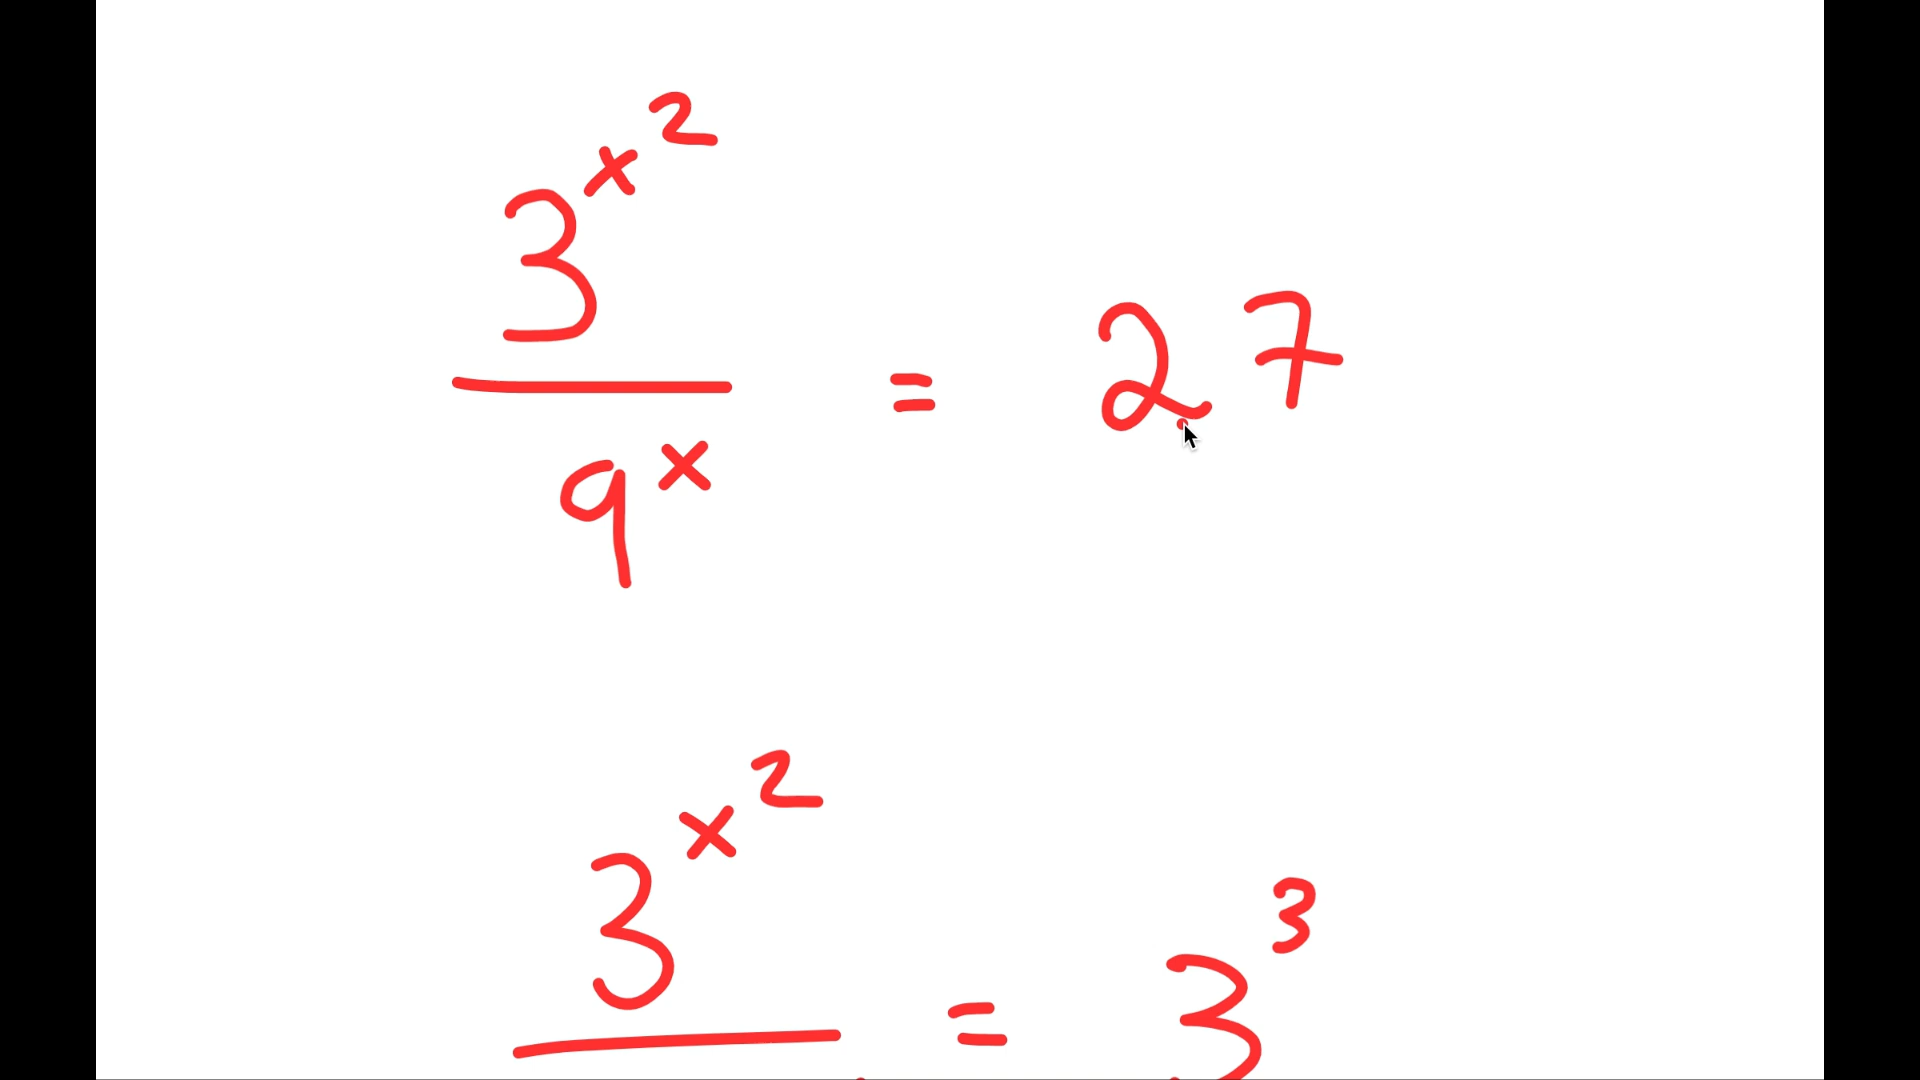 3^x^2 / 9^x = 27
3^x^2 / = 3^3